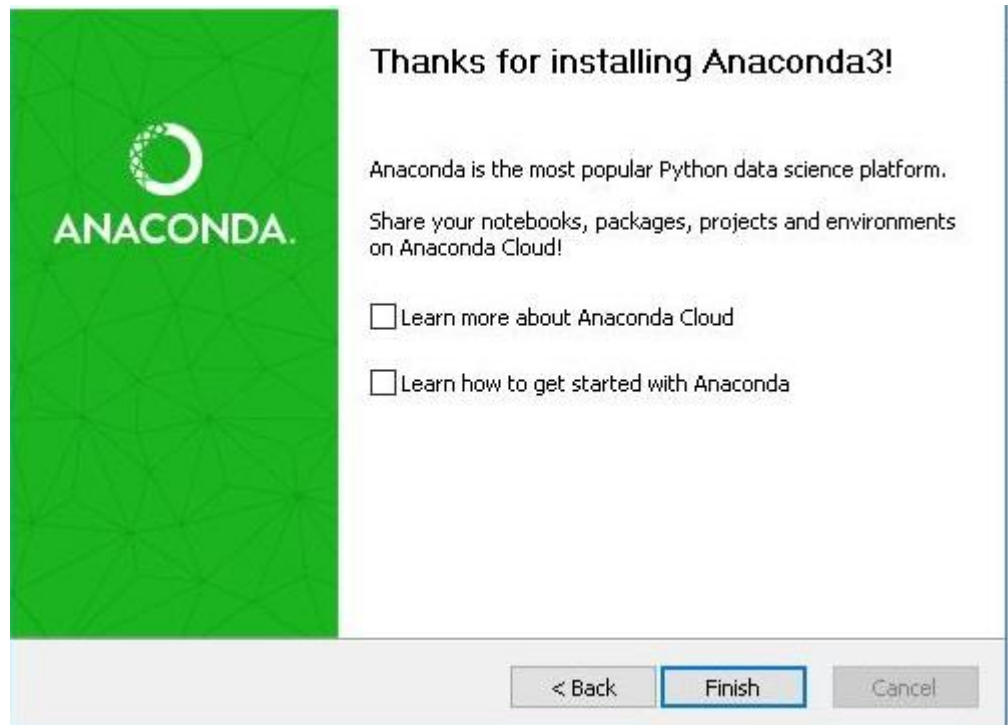 ANACONDA.
Thanks for installing Anaconda3!
Anaconda is the most popular Python data science platform.
Share your notebooks, packages, projects and environments
on Anaconda Cloud!
Learn more about Anaconda Cloud
Learn how to get started with Anaconda
< Back
Finish
Cancel